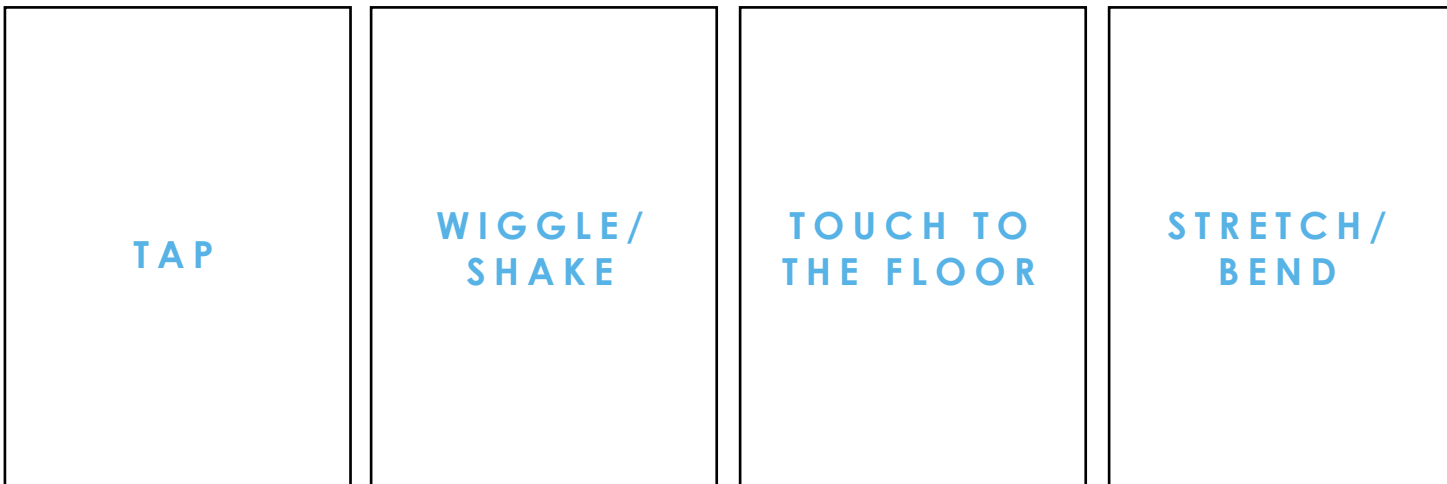 TAP
WIGGLE/
SHAKE
TOUCH TO
THE FLOOR
STRETCH/
BEND